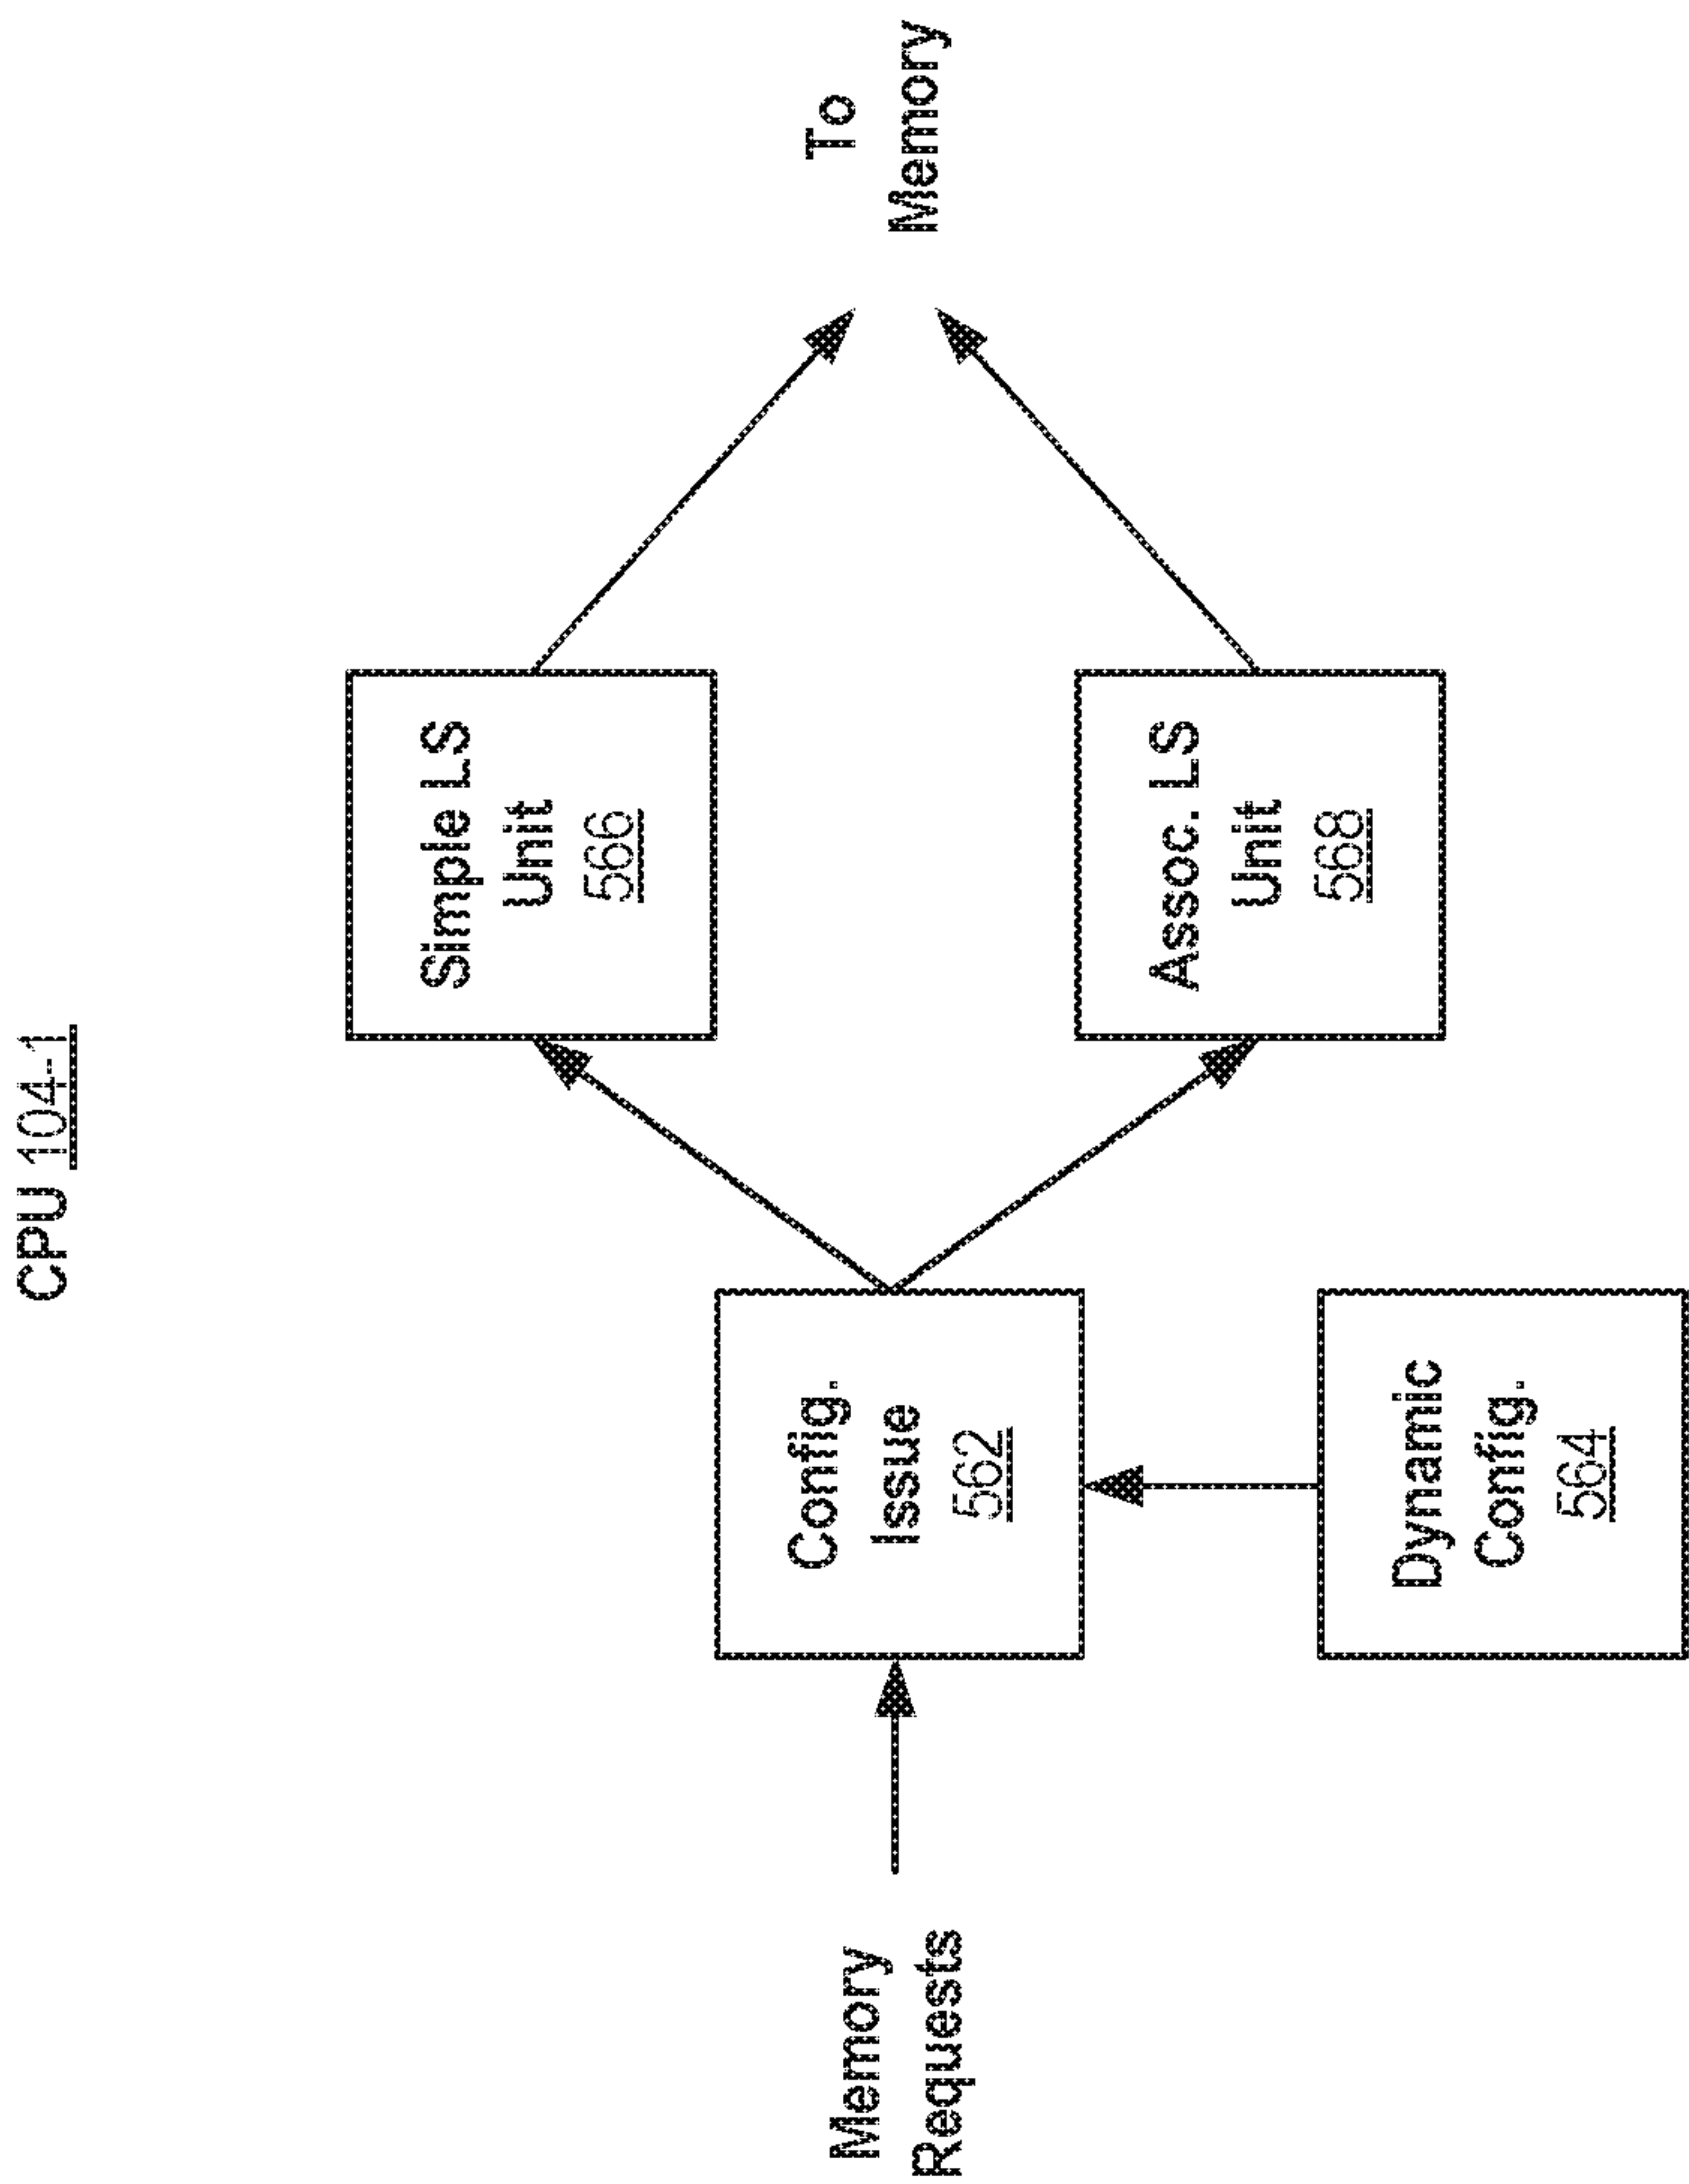 CPU 104-1
Memory
Requests
Config.
Issue
562
Dynamic
Config.
564
Simple LS
Unit
566
Assoc. LS
Unit
568
To
Memory